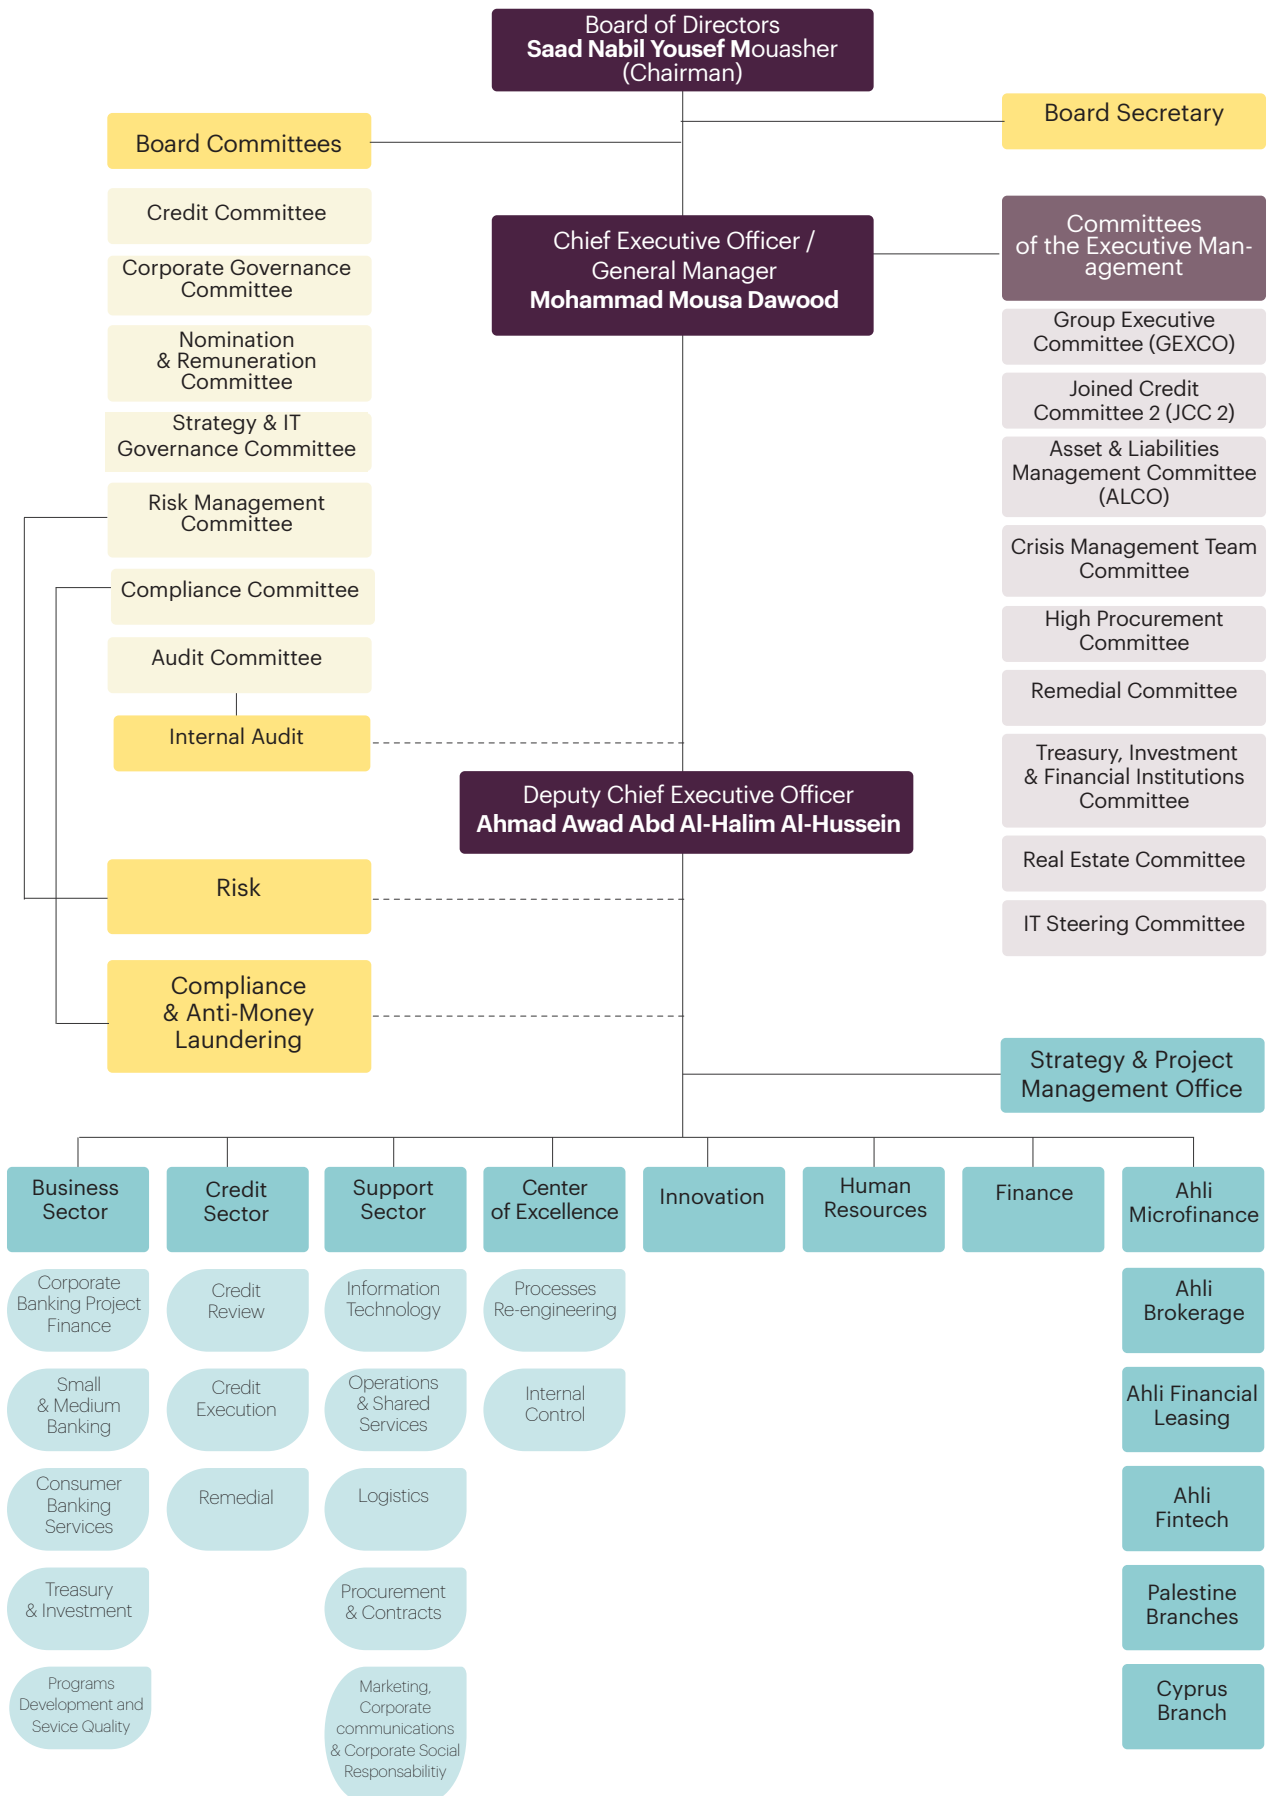 Board of Directors
Saad Nabil Yousef Mouasher
(Chairman)
Board Secretary
Board Committees
Credit Committee
Corporate Governance
Committee
Nomination
& Remuneration
Committee
Strategy & IT
Governance Committee
Risk Management
Committee
Compliance Committee
Audit Committee
Internal Audit
Risk
Compliance
& Anti-Money
Laundering
Chief Executive Officer /
General Manager
Mohammad Mousa Dawood
Deputy Chief Executive Officer
Ahmad Awad Abd Al-Halim Al-Hussein
Committees
of the Executive Man-
agement
Group Executive
Committee (GEXCO)
Joined Credit
Committee 2 (JCC 2)
Asset & Liabilities
Management Committee
(ALCO)
Crisis Management Team
Committee
High Procurement
Committee
Remedial Committee
Treasury, Investment
& Financial Institutions
Committee
Real Estate Committee
IT Steering Committee
Strategy & Project
Management Office
Business
Sector
Corporate
Banking Project
Finance
Small
& Medium
Banking
Consumer
Banking
Services
Treasury
& Investment
Programs
Development and
Sevice Quality
Credit
Sector
Credit
Review
Credit
Execution
Remedial
Support
Sector
Information
Technology
Operations
& Shared
Services
Logistics
Procurement
& Contracts
Marketing,
Corporate
communications
& Corporate Social
Responsabilitiy
Center
of Excellence
Processes
Re-engineering
Internal
Control
Innovation
Human
Resources
Finance
Ahli
Microfinance
Ahli
Brokerage
Ahli Financial
Leasing
Ahli
Fintech
Palestine
Branches
Cyprus
Branch